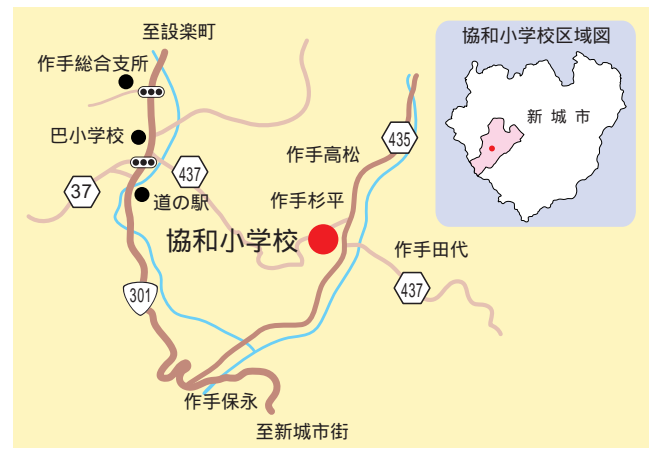 至設楽町
作手総合支所
巴小学校
437
37
道の駅
作手高松
435
作手杉平
協和小学校
作手田代
437
301
作手保永
至新城市街
協和小学校区域図
新城市